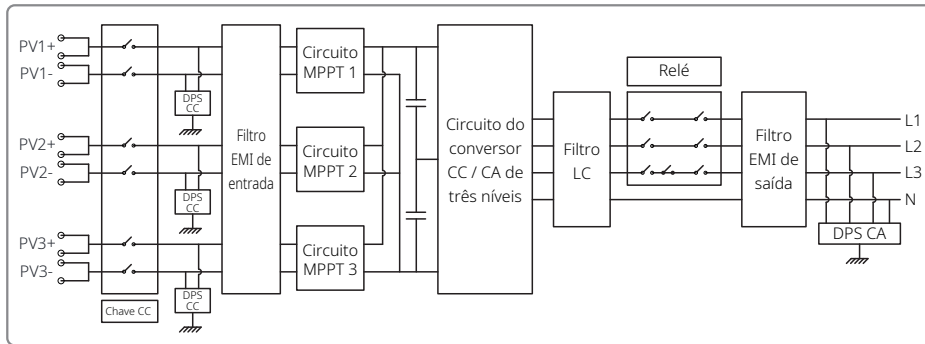 PV1+
PV1-
PV2+
PV2-
PV3+
PV3-
Chave CC
DPS
CC
DPS
CC
DPS
CC
Filtro
EMI de
entrada
Circuito
MPPT 1
Circuito
MPPT 2
Circuito
MPPT 3
Circuito do
conversor
CC / CA de
três níveis
Filtro
LC
Relé
Filtro
EMI de
saída
L1
L2
L3
N
DPS CA